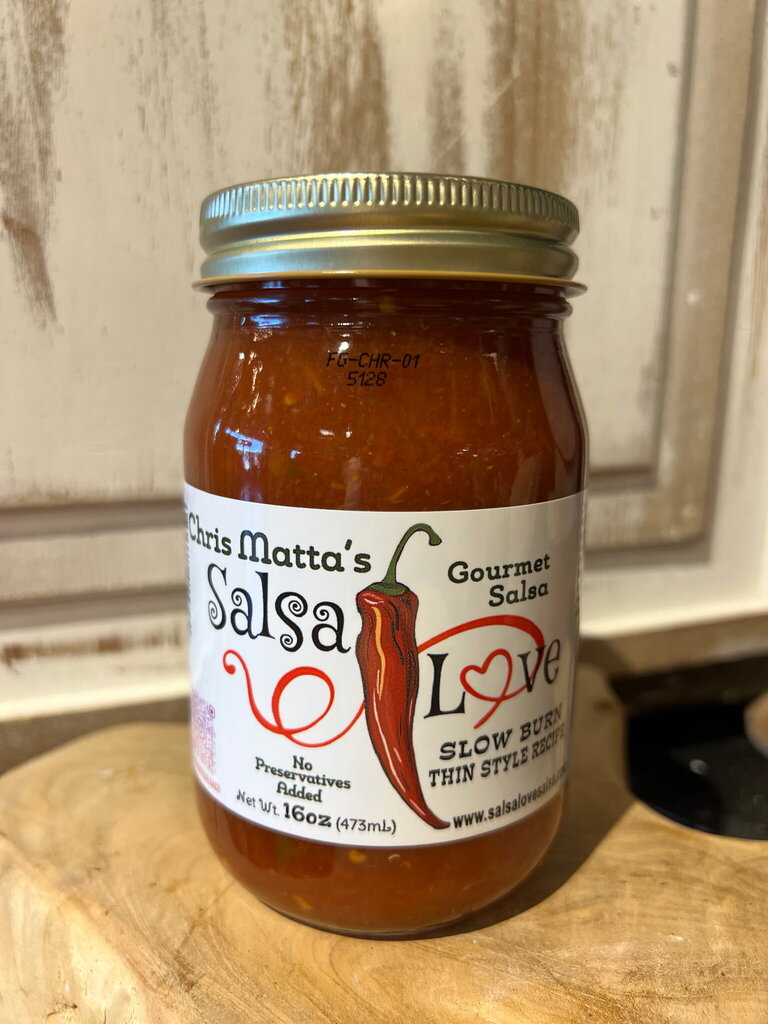 FG-CHR-01
5128
Chris Matta's
Salsa
Gourmet
Salsa
Love
SLOW BURN
THIN STYLE RECIPE
No
Preservatives
Added
Net Wt. 16oz (473mL)
www.salsalovesalsa.c